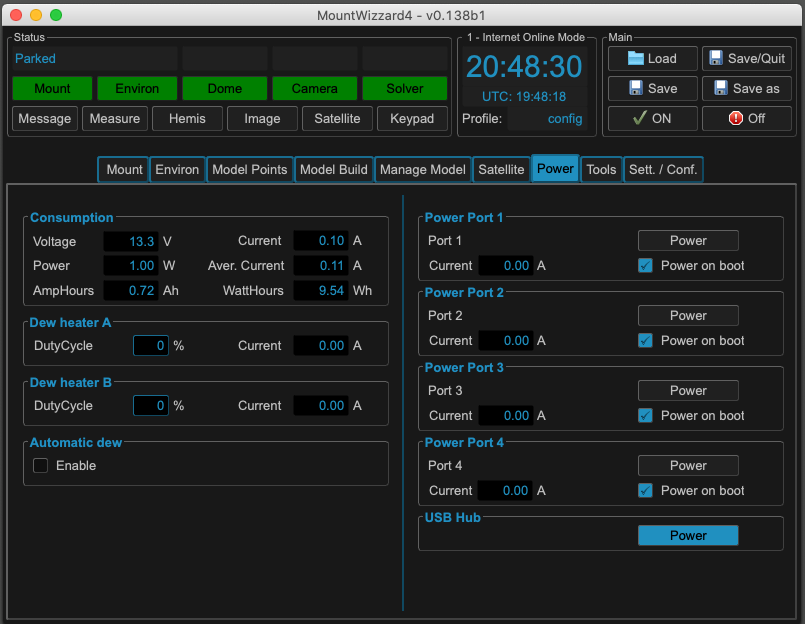 MountWizzard4 - v0.138b1
Status
Parked
Mount Environ Dome Camera Solver
Message Measure Hemis Image Satellite Keypad
1 - Internet Online Mode
20:48:30
UTC: 19:48:18
Profile: config
Main
Load Save/Quit
Save Save as
ON Off
Mount Environ Model Points Model Build Manage Model Satellite Power Tools Sett. / Conf.
Consumption
Voltage 13.3 V Current 0.10 A
Power 1.00 W Aver. Current 0.11 A
AmpHours 0.72 Ah WattHours 9.54 Wh
Dew heater A
DutyCycle 0 % Current 0.00 A
Dew heater B
DutyCycle 0 % Current 0.00 A
Automatic dew
Enable
Power Port 1
Port 1 Power
Current 0.00 A Power on boot
Power Port 2
Port 2 Power
Current 0.00 A Power on boot
Power Port 3
Port 3 Power
Current 0.00 A Power on boot
Power Port 4
Port 4 Power
Current 0.00 A Power on boot
USB Hub
Power